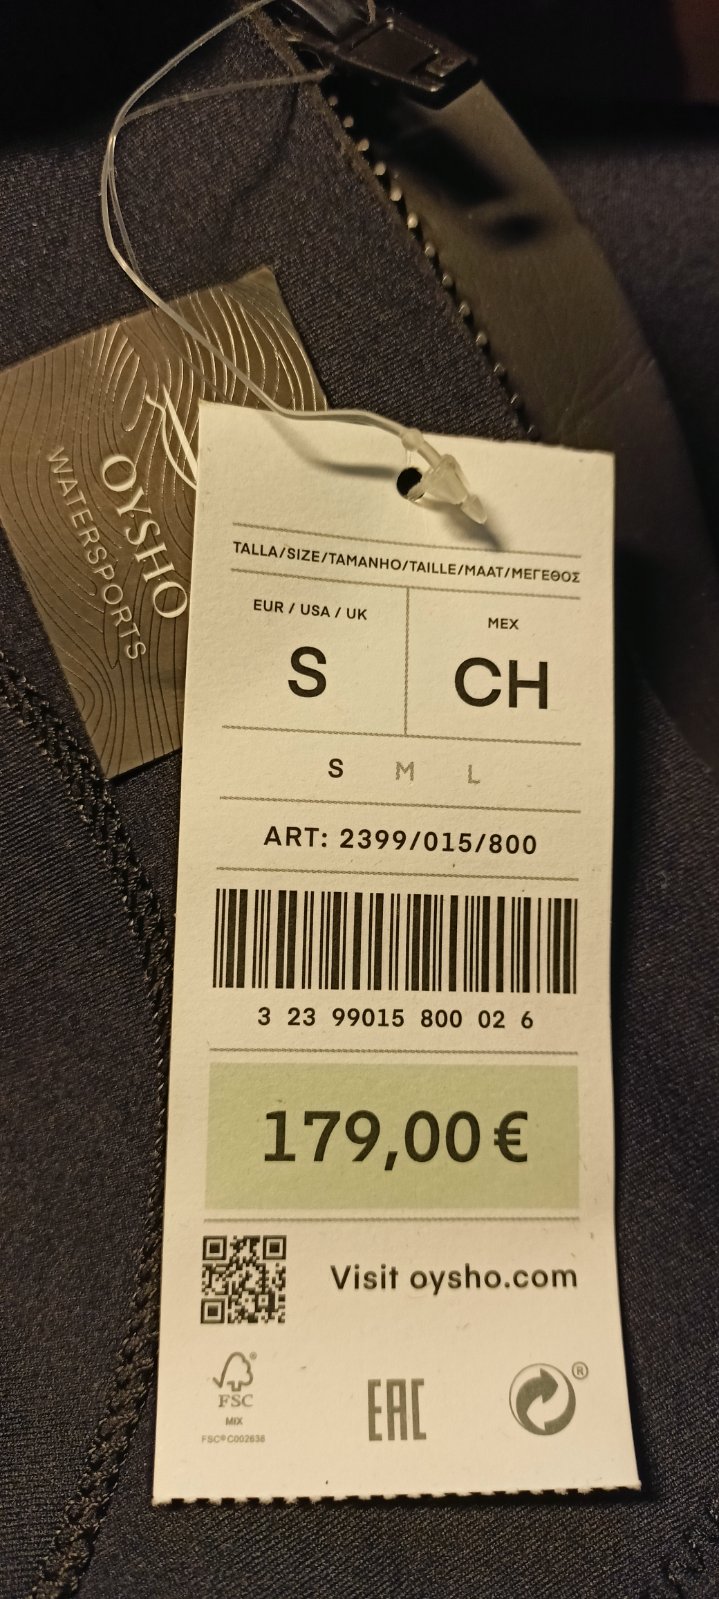 OYSHO
WATERSPORTS
TALLA/SIZE/TAMANHO/TAILLE/MAAT/ΜΕΓΕΘΟΣ
EUR / USA / UK
MEX
S
CH
S M L
ART: 2399/015/800
3 23 99015 800 02 6
179,00 €
Visit oysho.com
FSC®
MIX
FSC® C002638
EAC
®